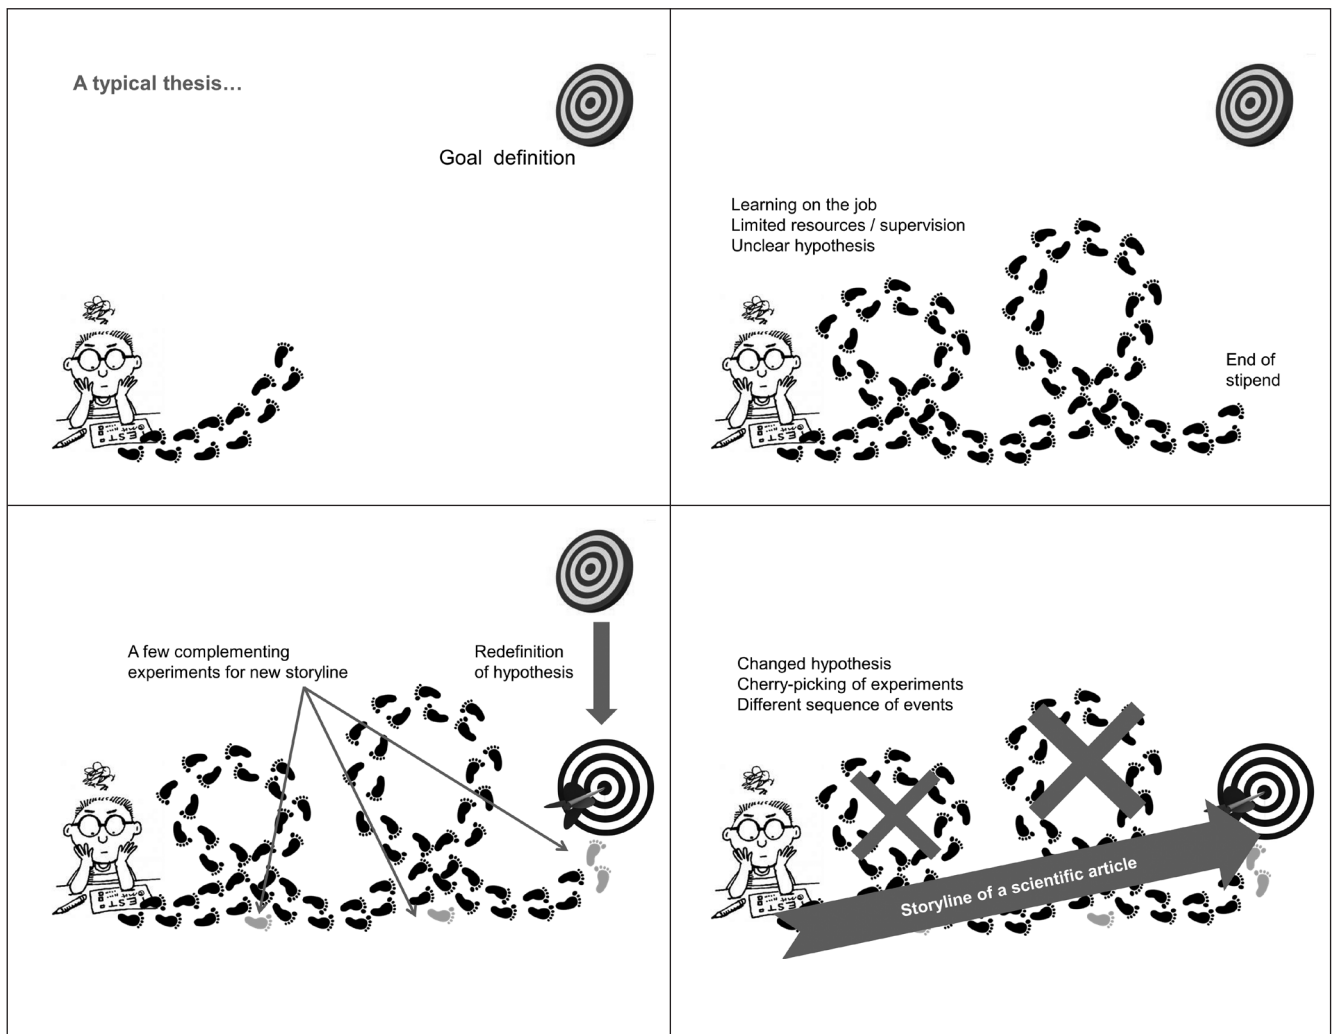 A typical thesis…
Goal definition
Learning on the job
Limited resources / supervision
Unclear hypothesis
End of
stipend
A few complementing
experiments for new storyline
Redefinition
of hypothesis
Changed hypothesis
Cherry-picking of experiments
Different sequence of events
Storyline of a scientific article